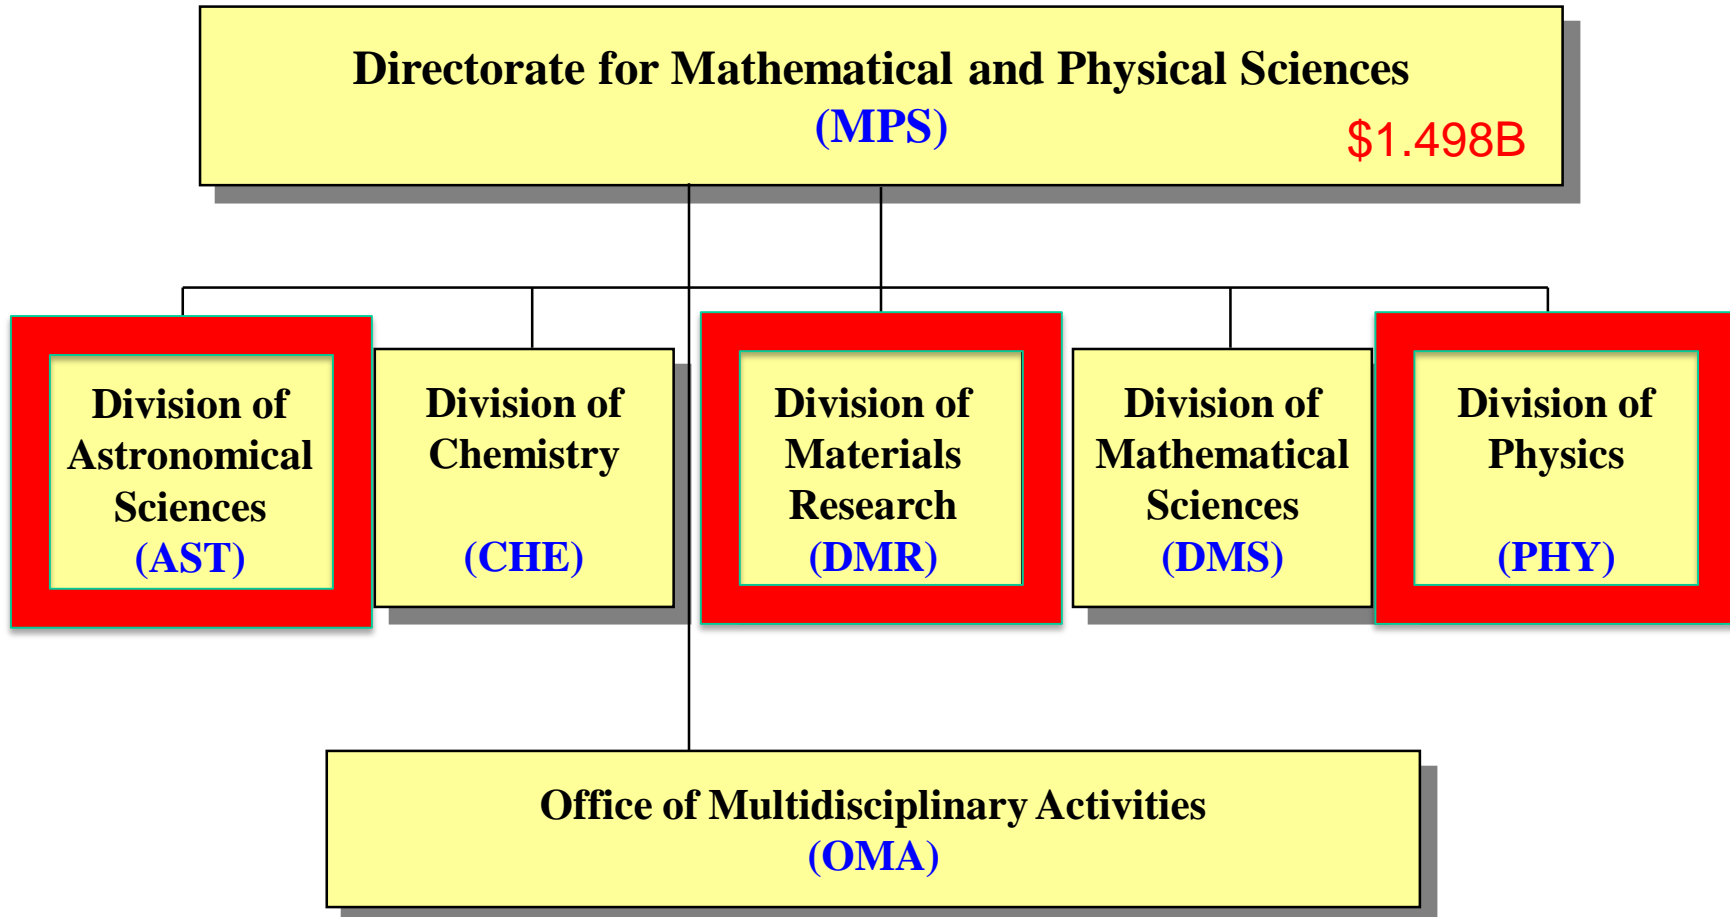 Directorate for Mathematical and Physical Sciences
(MPS)
$1.498B
Division of
Astronomical
Sciences
(AST)
Division of
Chemistry
(CHE)
Division of
Materials
Research
(DMR)
Division of
Mathematical
Sciences
(DMS)
Division of
Physics
(PHY)
Office of Multidisciplinary Activities
(OMA)